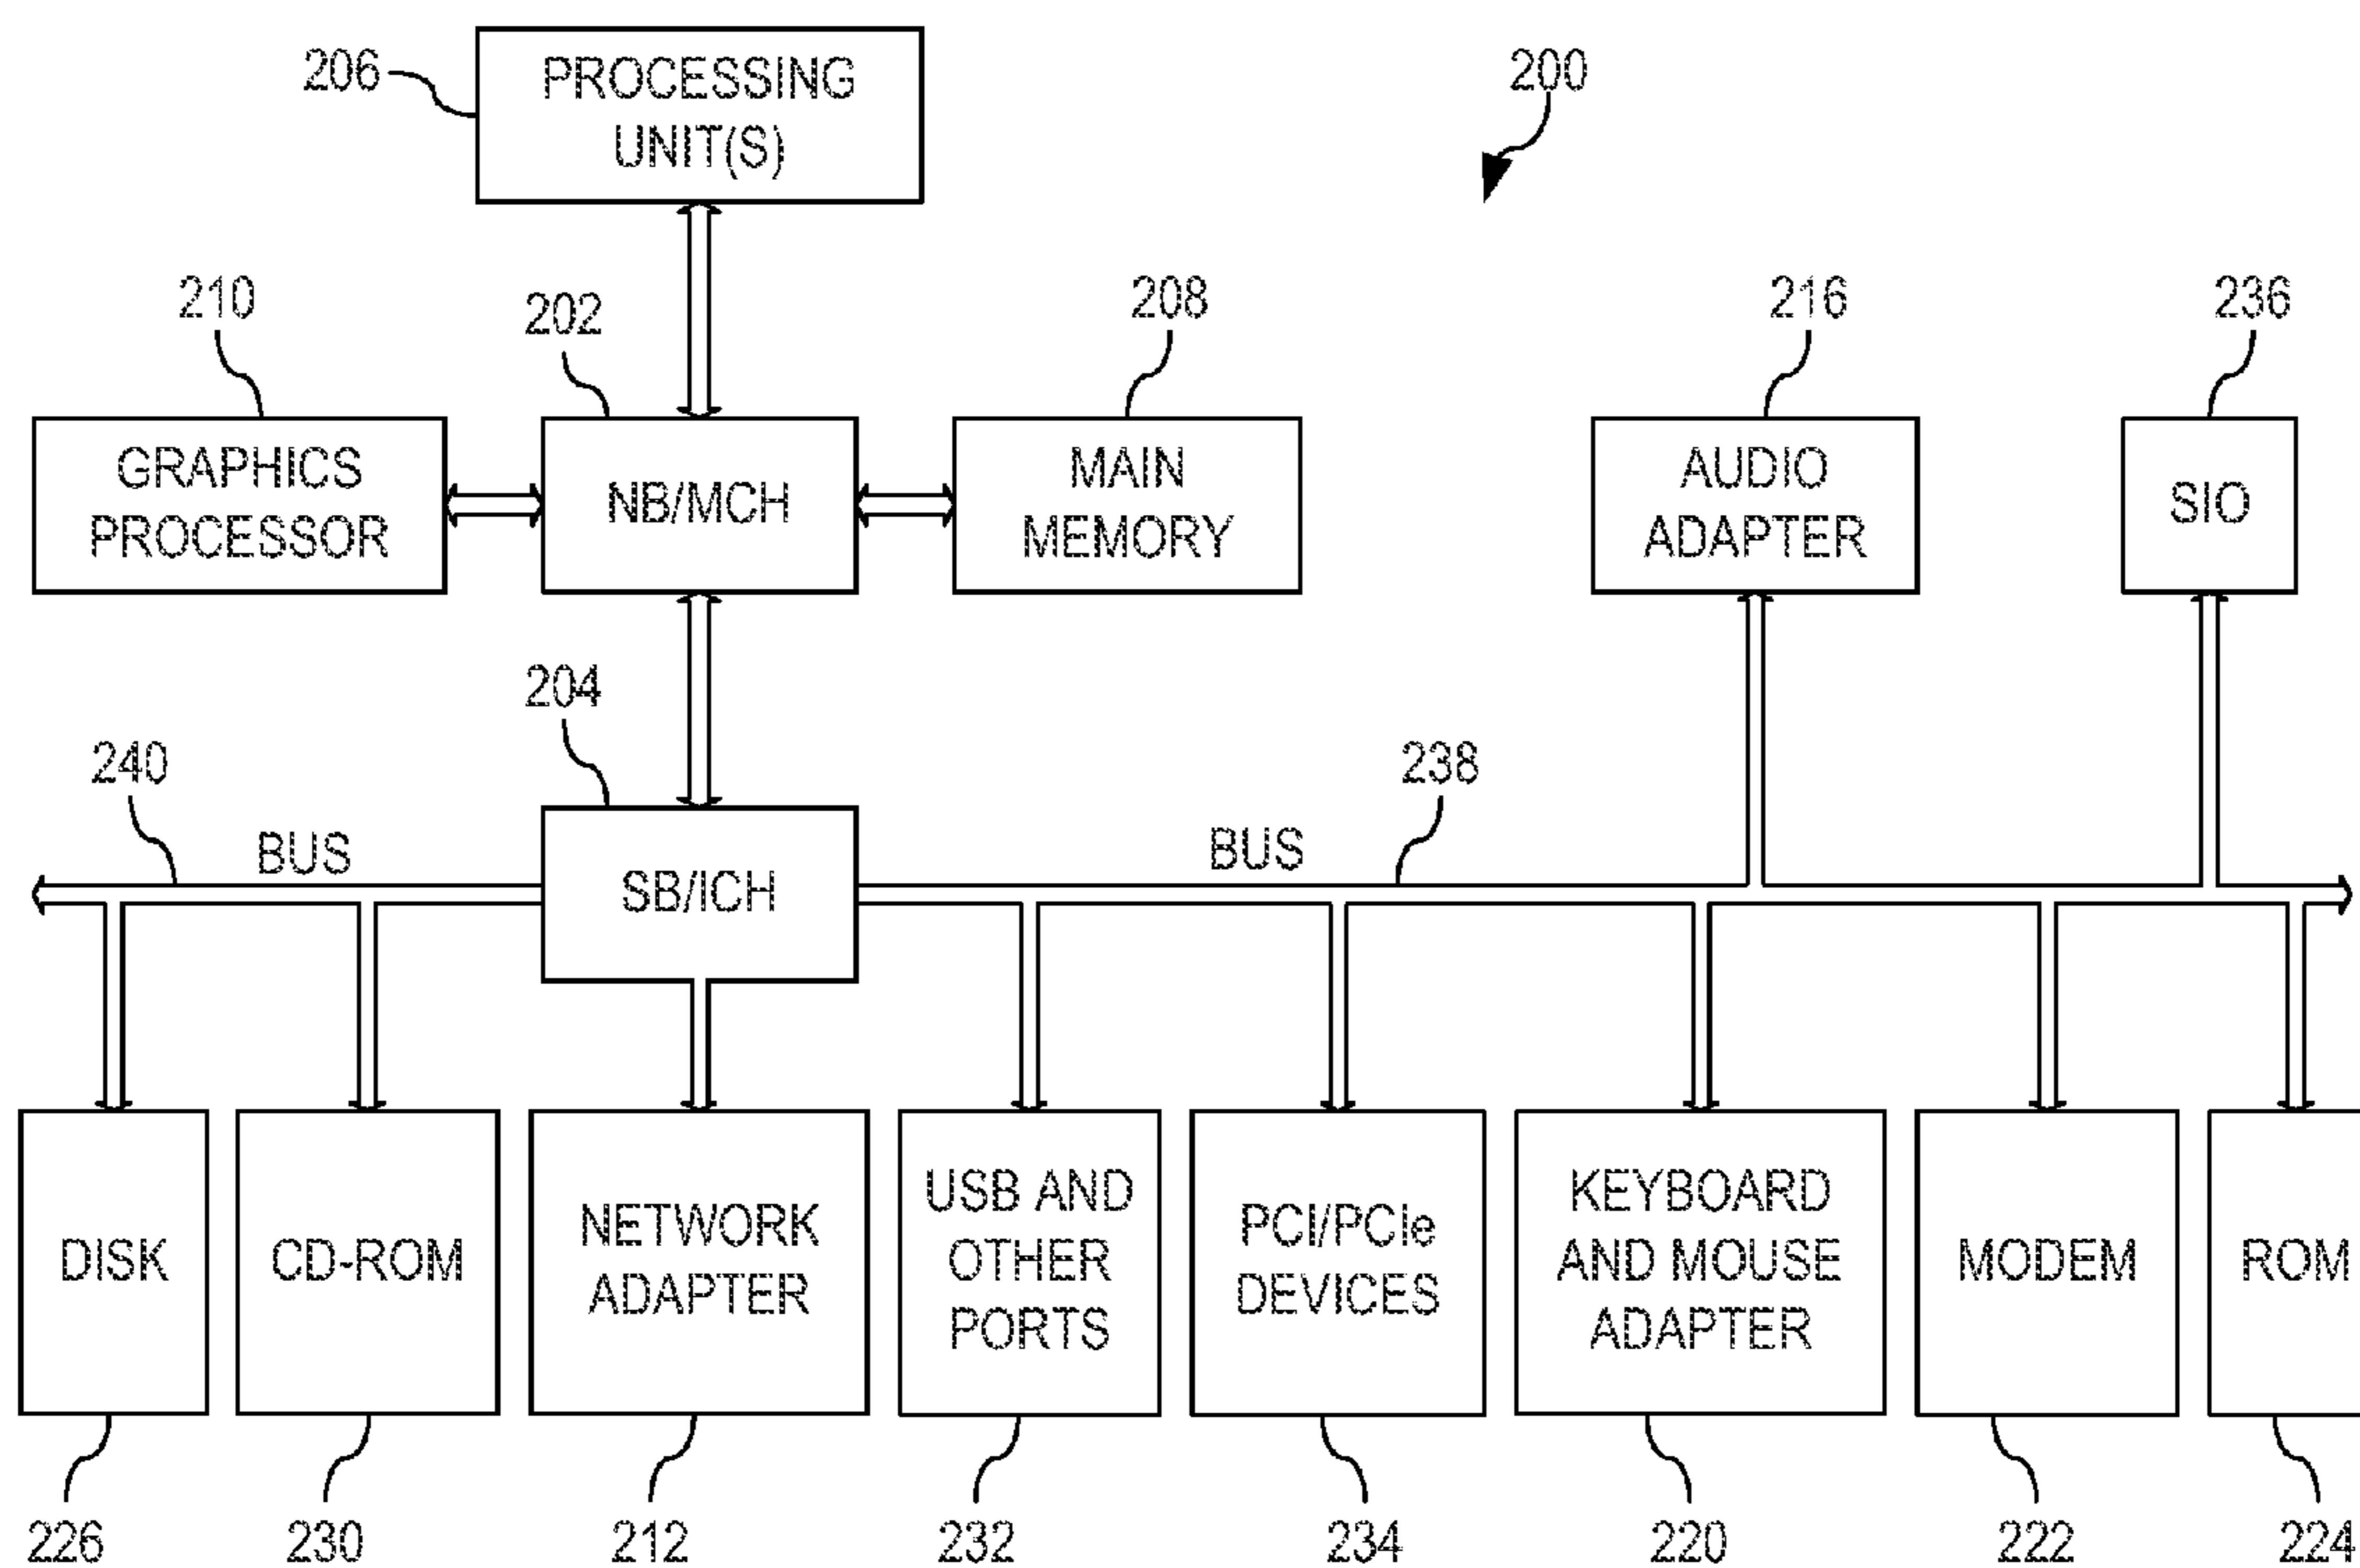 206
PROCESSING
UNIT(S)
200
210
202
208
216
236
GRAPHICS
PROCESSOR
NB/MCH
MAIN
MEMORY
AUDIO
ADAPTER
SIO
204
240
238
BUS
BUS
SB/ICH
DISK
CD-ROM
NETWORK
ADAPTER
USB AND
OTHER
PORTS
PCI/PCIe
DEVICES
KEYBOARD
AND MOUSE
ADAPTER
MODEM
ROM
226
230
212
232
234
220
222
224